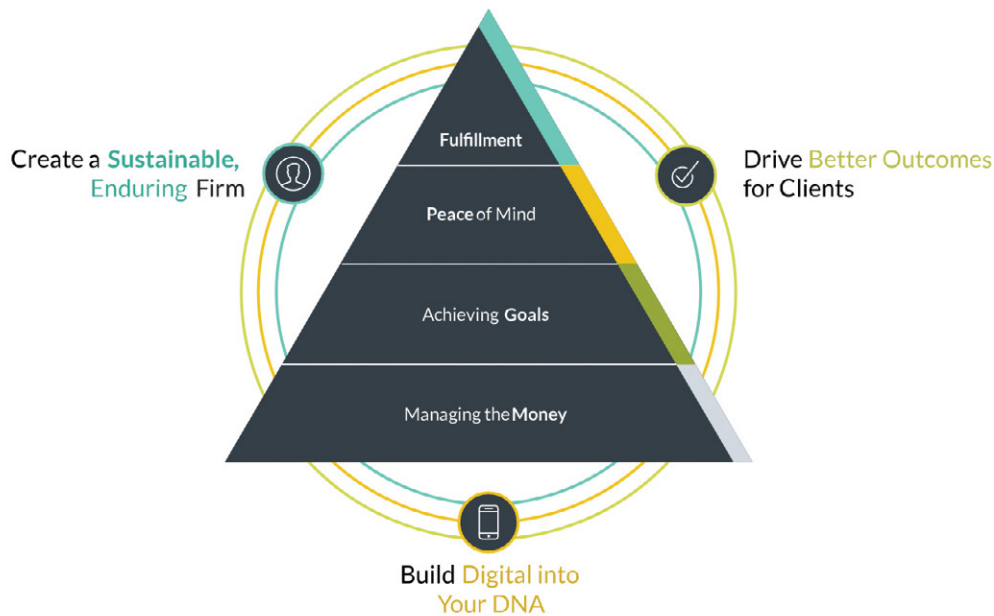 Fulfillment
Create a Sustainable,
Enduring Firm
Drive Better Outcomes
for Clients
Peace of Mind
Achieving Goals
Managing the Money
Build Digital into
Your DNA